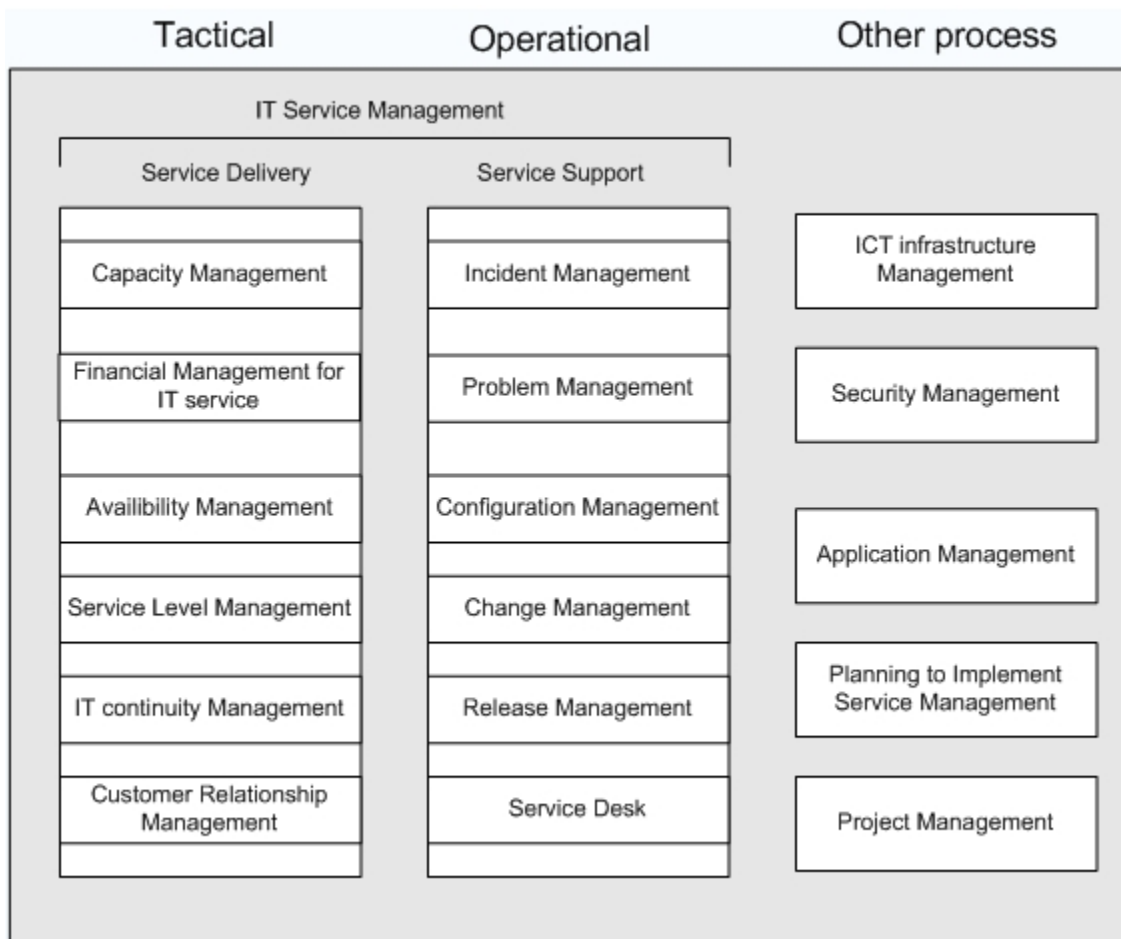 Tactical
Operational
Other process
IT Service Management
Service Delivery
Service Support
Capacity Management
Financial Management for
IT service
Availibility Management
Service Level Management
IT continuity Management
Customer Relationship
Management
Incident Management
Problem Management
Configuration Management
Change Management
Release Management
Service Desk
ICT infrastructure
Management
Security Management
Application Management
Planning to Implement
Service Management
Project Management